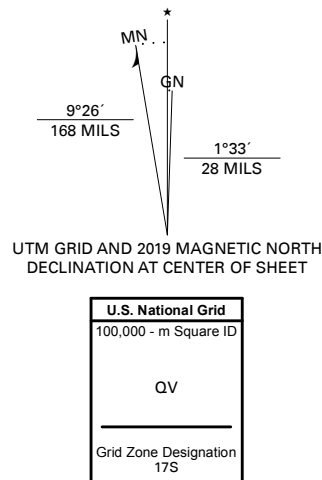 ★
MN
GN
9°26´
168 MILS
1°33´
28 MILS
UTM GRID AND 2019 MAGNETIC NORTH
DECLINATION AT CENTER OF SHEET
U.S. National Grid
100,000 - m Square ID
QV
Grid Zone Designation
17S